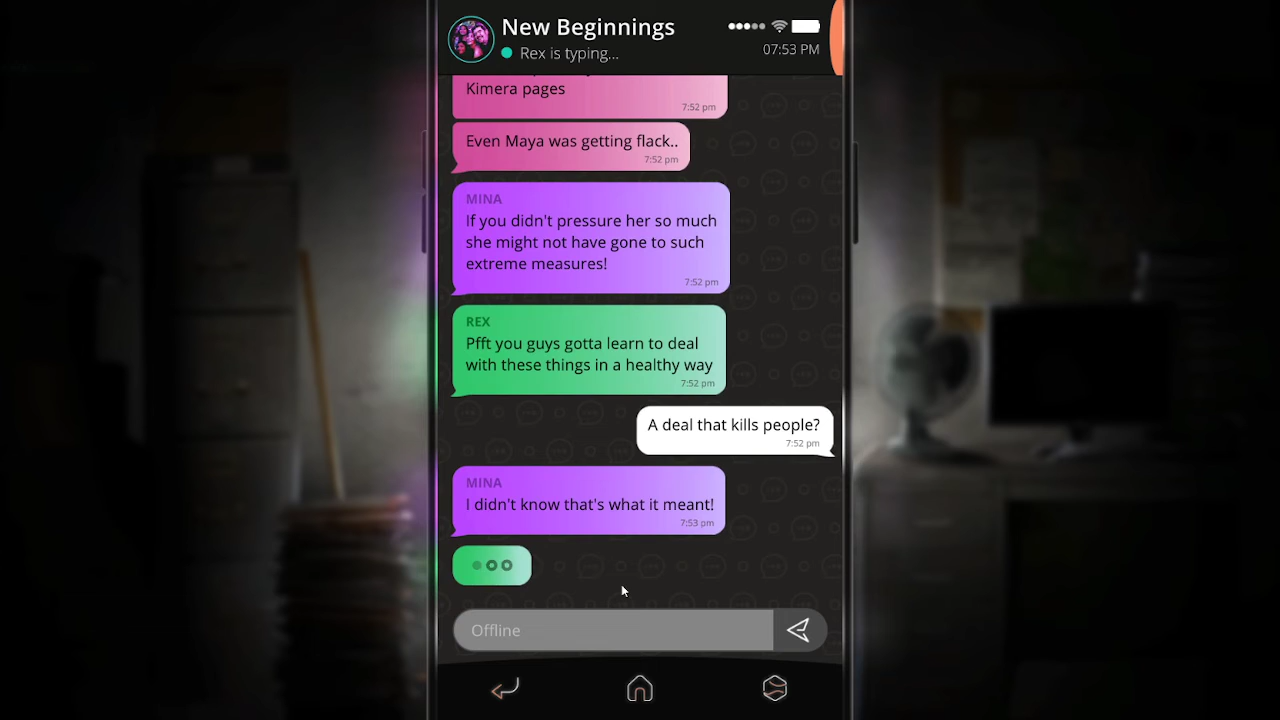 New Beginnings
Rex is typing...
07:53 PM
Kimera pages
7:52 pm
Even Maya was getting flack..
7:52 pm
MINA
If you didn't pressure her so much
she might not have gone to such
extreme measures!
7:52 pm
REX
Pfft you guys gotta learn to deal
with these things in a healthy way
7:52 pm
A deal that kills people?
7:52 pm
MINA
I didn't know that's what it meant!
7:53 pm
Offline